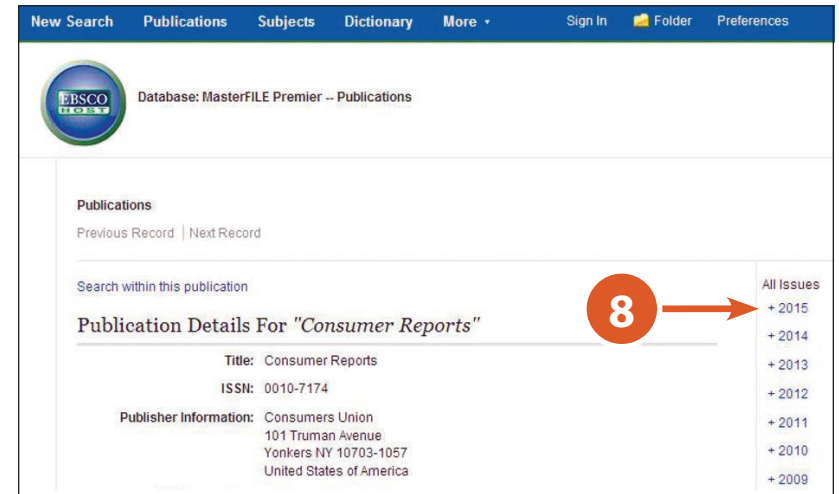 New Search Publications Subjects Dictionary More Sign In Folder Preferences
EBSCO
HOST
Database: MasterFILE Premier -- Publications
Publications
Previous Record | Next Record
Search within this publication
All Issues
8
+ 2015
Publication Details For "Consumer Reports"
+ 2014
Title: Consumer Reports
+ 2013
ISSN: 0010-7174
+ 2012
Publisher Information: Consumers Union
101 Truman Avenue
+ 2011
Yonkers NY 10703-1057
+ 2010
United States of America
+ 2009